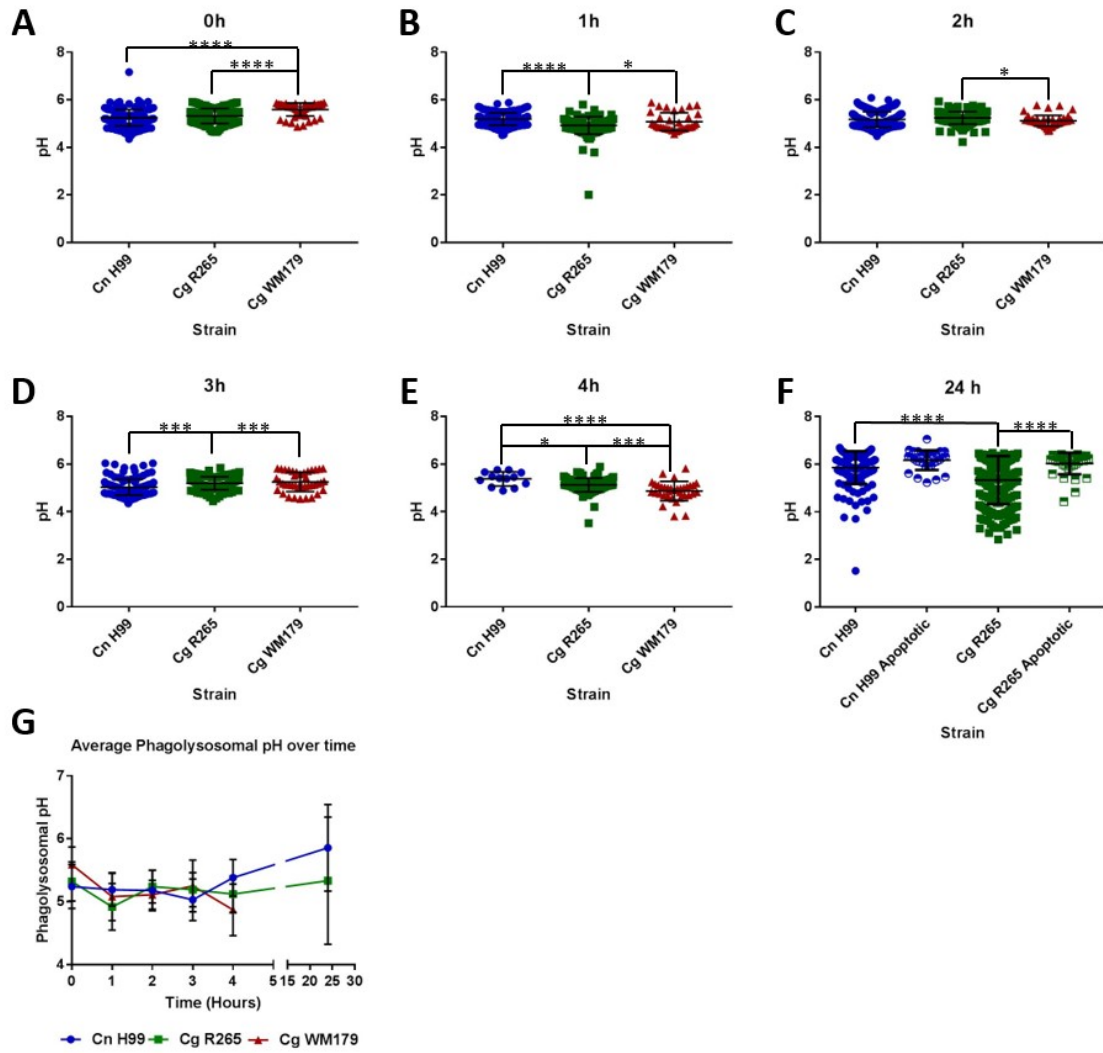 A
0h
****
****
8
6
4
2
0
pH
Cn H99
Cg R265
Cg WM179
Strain
B
1h
****
*
8
6
4
2
0
pH
Cn H99
Cg R265
Cg WM179
Strain
C
2h
*
8
6
4
2
0
pH
Cn H99
Cg R265
Cg WM179
Strain
D
3h
***
***
8
6
4
2
0
pH
Cn H99
Cg R265
Cg WM179
Strain
E
4h
****
*
***
8
6
4
2
0
pH
Cn H99
Cg R265
Cg WM179
Strain
F
24 h
****
****
8
6
4
2
0
pH
Cn H99
Cn H99 Apoptotic
Cg R265
Cg R265 Apoptotic
Strain
G
Average Phagolysosomal pH over time
7
6
5
4
Phagolysosomal pH
0 1 2 3 4 5 15 20 25 30
Time (Hours)
Cn H99 Cg R265 Cg WM179